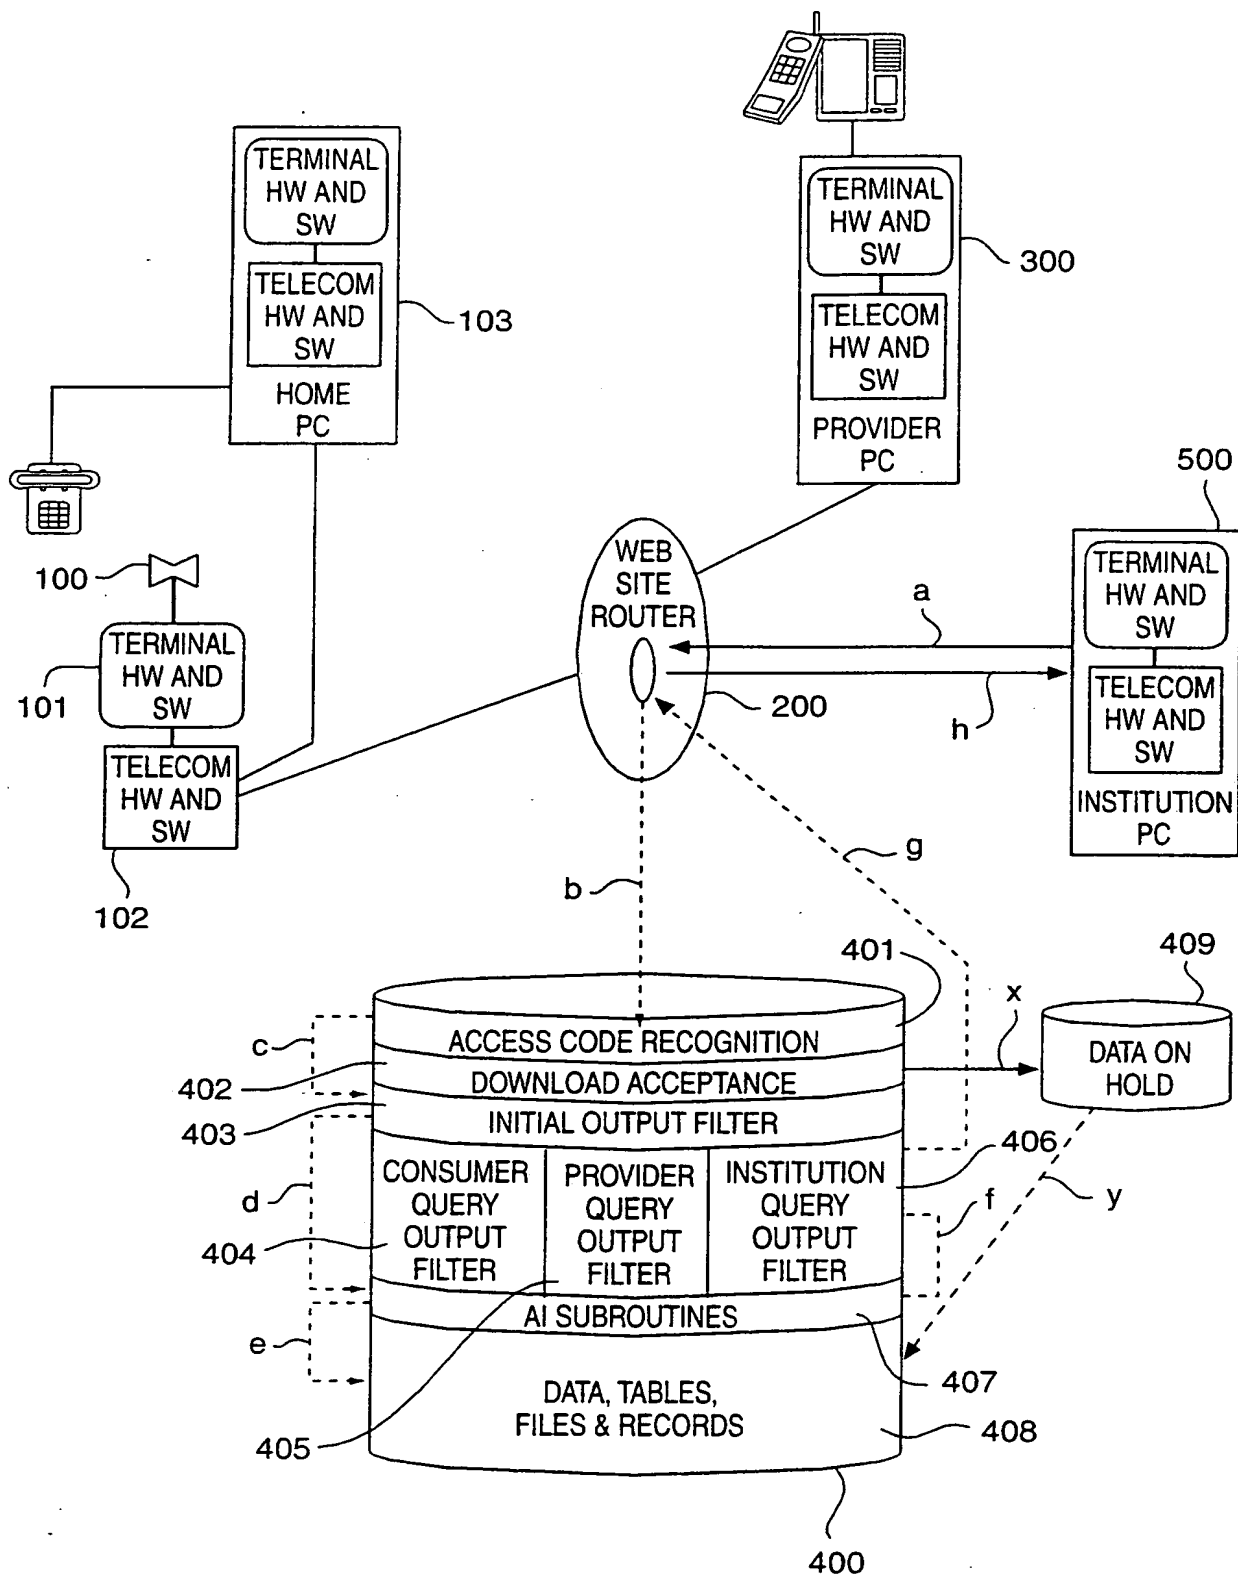 TERMINAL
HW AND
SW
TELECOM
HW AND
SW
HOME
PC
103
TERMINAL
HW AND
SW
TELECOM
HW AND
SW
PROVIDER
PC
300
500
TERMINAL
HW AND
SW
TELECOM
HW AND
SW
INSTITUTION
PC
100
TERMINAL
HW AND
SW
101
TELECOM
HW AND
SW
102
WEB
SITE
ROUTER
200
a
h
b
g
401
409
x
DATA ON
HOLD
c
ACCESS CODE RECOGNITION
402
DOWNLOAD ACCEPTANCE
403
INITIAL OUTPUT FILTER
406
CONSUMER
QUERY
OUTPUT
FILTER
PROVIDER
QUERY
OUTPUT
FILTER
INSTITUTION
QUERY
OUTPUT
FILTER
d
404
f
y
AI SUBROUTINES
e
407
DATA, TABLES,
FILES & RECORDS
405
408
400